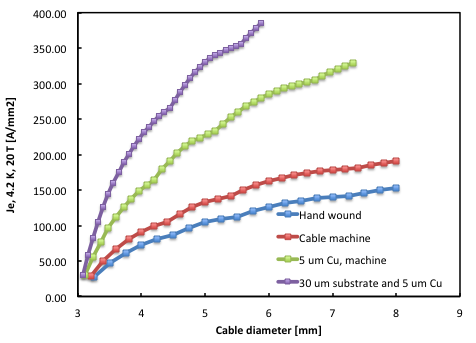 400.00
350.00
300.00
250.00
200.00
150.00
100.00
50.00
0.00
Je, 4.2 K, 20 T [A/mm2]
Hand wound
Cable machine
5 um Cu, machine
30 um substrate and 5 um Cu
3 4 5 6 7 8 9
Cable diameter [mm]